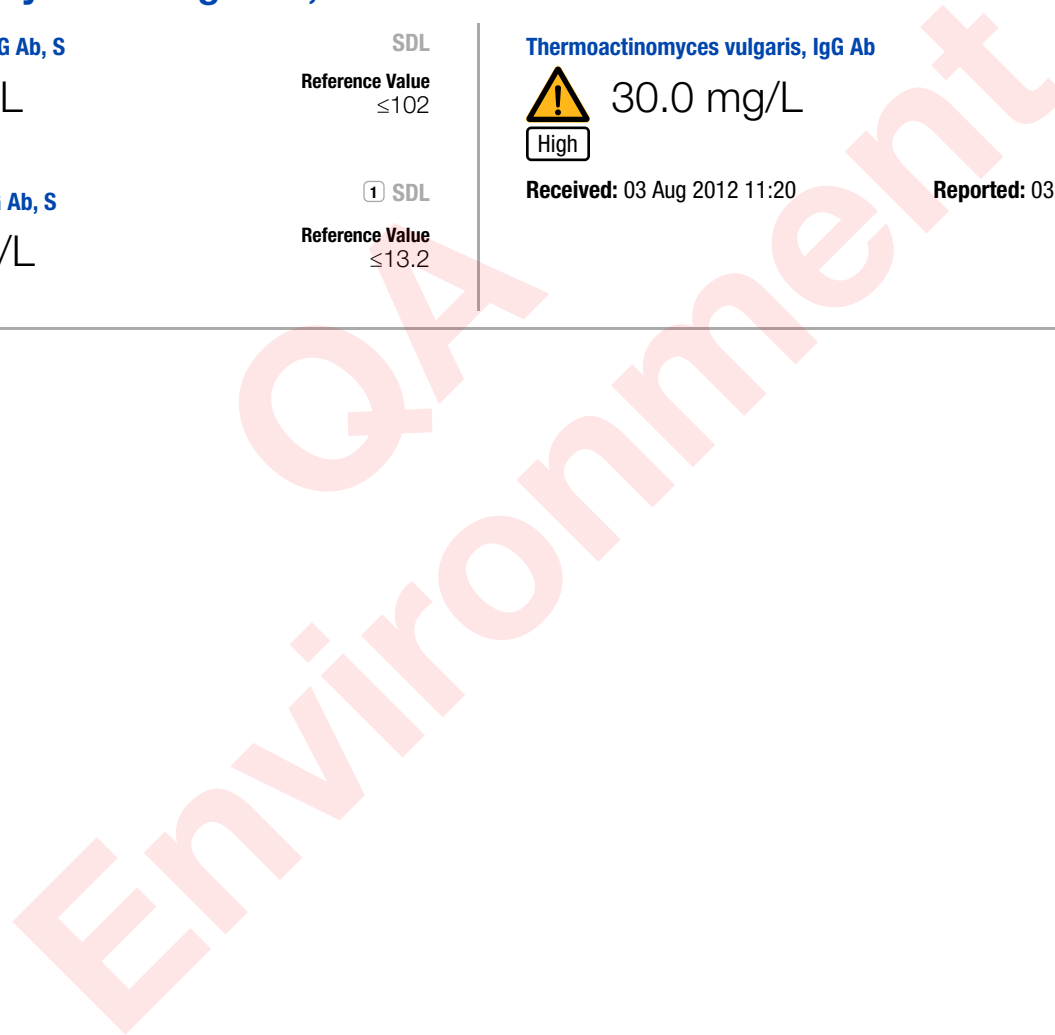 G Ab, S
SDL
Reference Value
≤102
/L
Ab, S
1 SDL
Reference Value
≤13.2
/L
Thermoactinomyces vulgaris, IgG Ab
30.0 mg/L
High
Received: 03 Aug 2012 11:20 Reported: 03
QA
Environment